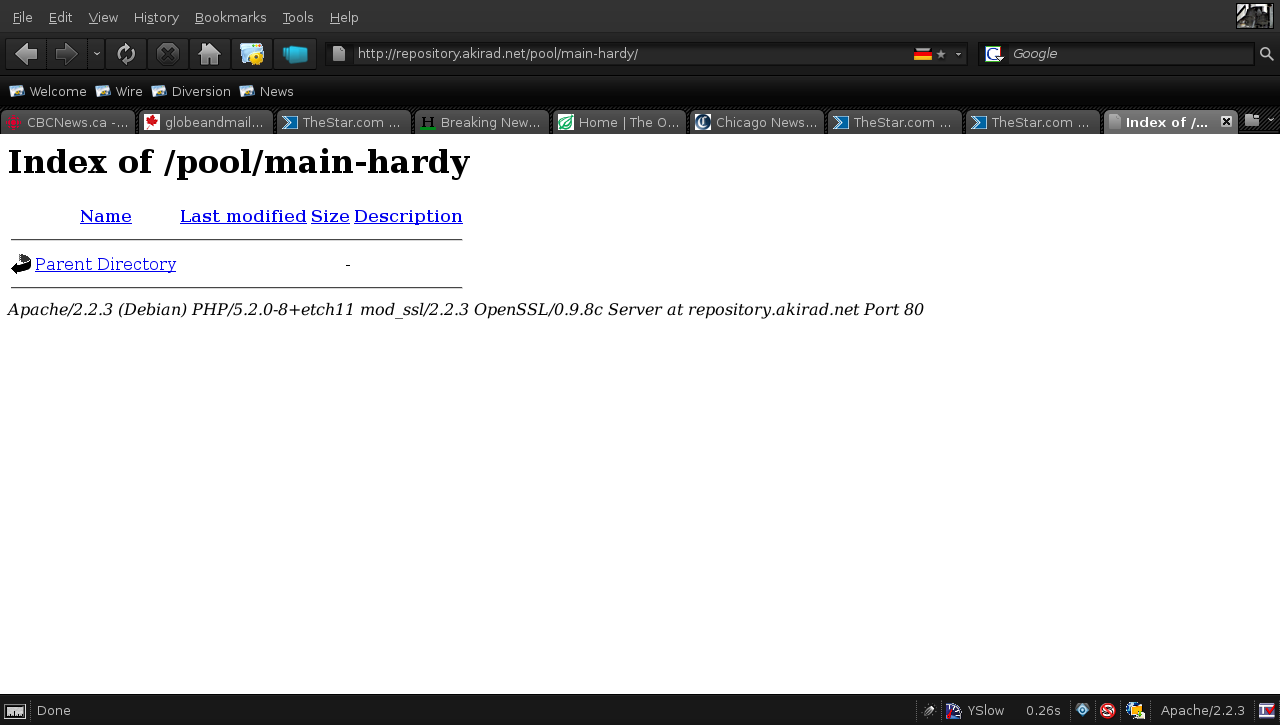 File Edit View History Bookmarks Tools Help
http://repository.akirad.net/pool/main-hardy/ Google
Welcome Wire Diversion News
CBCNews.ca -... globeandmail... TheStar.com ... Breaking New... Home | The O... Chicago News... TheStar.com ... TheStar.com ... Index of /...
Index of /pool/main-hardy
Name Last modified Size Description
Parent Directory -
Apache/2.2.3 (Debian) PHP/5.2.0-8+etch11 mod_ssl/2.2.3 OpenSSL/0.9.8c Server at repository.akirad.net Port 80
Done YSlow 0.26s Apache/2.2.3